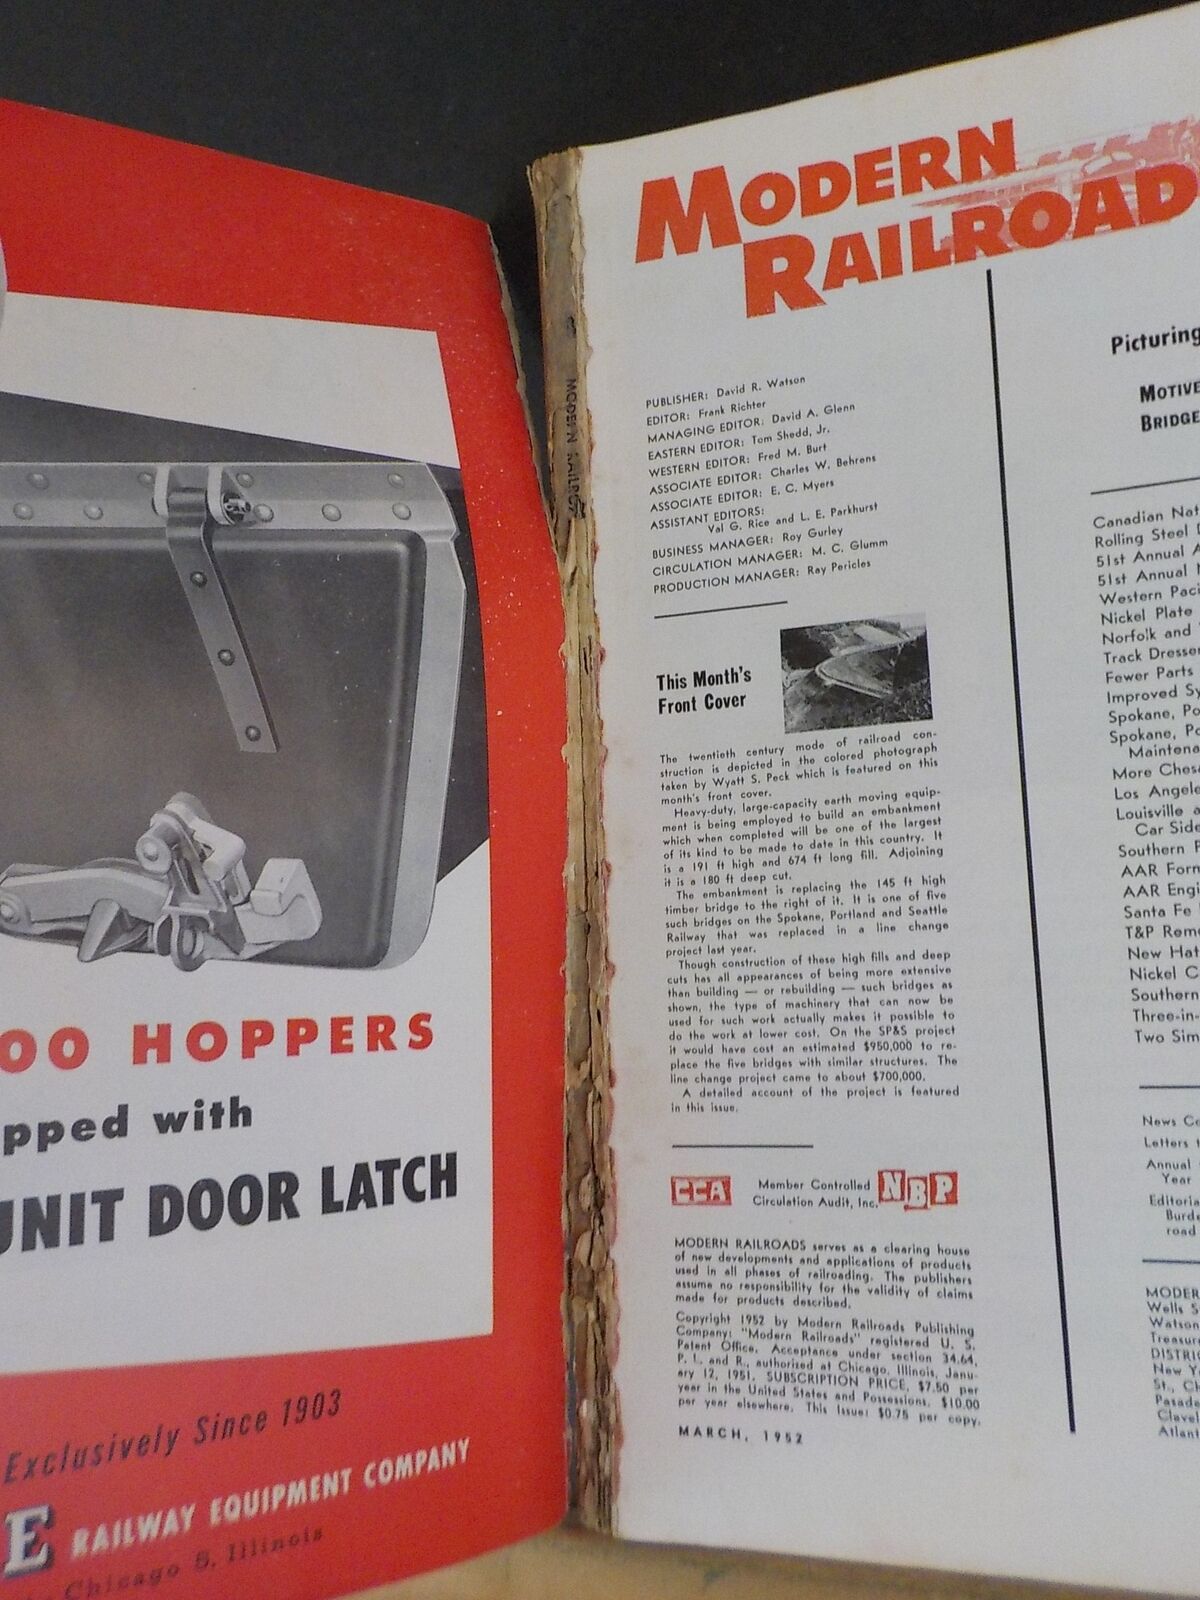 OO HOPPERS
pped with
UNIT DOOR LATCH
Exclusively Since 1903
E RAILWAY EQUIPMENT COMPANY
Chicago 5, Illinois
MODERN
RAILROAD
PUBLISHER: David R. Watson
EDITOR: Frank Richter
MANAGING EDITOR: David A. Glenn
EASTERN EDITOR: Tom Shedd, Jr.
WESTERN EDITOR: Fred M. Burt
ASSOCIATE EDITOR: Charles W. Behrens
ASSOCIATE EDITOR: E. C. Myers
ASSISTANT EDITORS:
Val G. Rice and L. E. Parkhurst
BUSINESS MANAGER: Roy Gurley
CIRCULATION MANAGER: M. C. Glumm
PRODUCTION MANAGER: Ray Pericles
This Month's
Front Cover
The twentieth century mode of railroad con-
struction is depicted in the colored photograph
taken by Wyatt S. Peck which is featured on this
month's front cover.
Heavy-duty, large-capacity earth moving equip-
ment is being employed to build an embankment
which when completed will be one of the largest
of its kind to be made to date in this country. It
is a 191 ft high and 674 ft long fill. Adjoining
it is a 180 ft deep cut.
The embankment is replacing the 145 ft high
timber bridge to the right of it. It is one of five
such bridges on the Spokane, Portland and Seattle
Railway that was replaced in a line change
project last year.
Though construction of these high fills and deep
cuts has all appearances of being more extensive
than building — or rebuilding — such bridges as
shown, the type of machinery that can now be
used for such work actually makes it possible to
do the work at lower cost. On the SP&S project
it would have cost an estimated $950,000 to re-
place the five bridges with similar structures. The
line change project came to about $700,000.
A detailed account of the project is featured
in this issue.
CCA Member Controlled NBP
Circulation Audit, Inc.
MODERN RAILROADS serves as a clearing house
of new developments and applications of products
used in all phases of railroading. The publishers
assume no responsibility for the validity of claims
made for products described.
Copyright 1952 by Modern Railroads Publishing
Company; "Modern Railroads" registered U. S.
Patent Office. Acceptance under section 34.64,
P. L. and R., authorized at Chicago, Illinois, Janu-
ary 12, 1951. SUBSCRIPTION PRICE, $7.50 per
year in the United States and Possessions. $10.00
per year elsewhere. This Issue: $0.75 per copy.
MARCH, 1952
Picturing
MOTIVE
BRIDGE
Canadian Nat
Rolling Steel
51st Annual A
51st Annual
Western Paci
Nickel Plate
Norfolk and
Track Dresse
Fewer Parts
Improved Sy
Spokane, Po
Spokane, Po
Maintena
More Ches
Los Angele
Louisville a
Car Side
Southern P
AAR Form
AAR Engi
Santa Fe
T&P Remo
New Hat
Nickel C
Southern
Three-in-
Two Sim
News Co
Letters t
Annual
Year
Editoria
Burde
road
MODER
Wells S
Watson
Treasure
DISTRIC
New Yo
St., Ch
Pasade
Clevel
Atlant